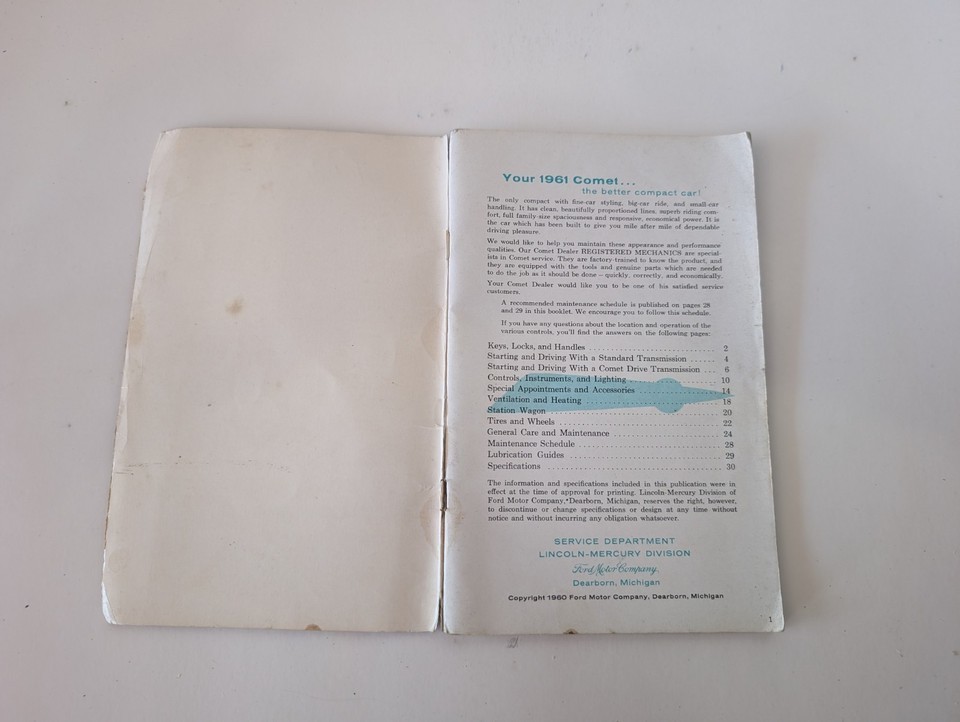 Your 1961 Comet...
the better compact car!
The only compact with fine-car styling, big-car ride, and small-car
handling. It has clean, beautifully proportioned lines, superb riding com-
fort, full family-size spaciousness and responsive, economical power. It is
the car which has been built to give you mile after mile of dependable
driving pleasure.
We would like to help you maintain these appearance and performance
qualities. Our Comet Dealer REGISTERED MECHANICS are special-
ists in Comet service. They are factory-trained to know the product, and
they are equipped with the tools and genuine parts which are needed
to do the job as it should be done – quickly, correctly, and economically.
Your Comet Dealer would like you to be one of his satisfied service
customers.
A recommended maintenance schedule is published on pages 28
and 29 in this booklet. We encourage you to follow this schedule.
If you have any questions about the location and operation of the
various controls, you'll find the answers on the following pages:
Keys, Locks, and Handles .......................... 2
Starting and Driving With a Standard Transmission ...... 4
Starting and Driving With a Comet Drive Transmission ... 6
Controls, Instruments, and Lighting .................. 10
Special Appointments and Accessories ................ 14
Ventilation and Heating ............................ 18
Station Wagon .................................... 20
Tires and Wheels .................................. 22
General Care and Maintenance ...................... 24
Maintenance Schedule .............................. 28
Lubrication Guides ................................ 29
Specifications .................................... 30
The information and specifications included in this publication were in
effect at the time of approval for printing. Lincoln-Mercury Division of
Ford Motor Company, Dearborn, Michigan, reserves the right, however,
to discontinue or change specifications or design at any time without
notice and without incurring any obligation whatsoever.
SERVICE DEPARTMENT
LINCOLN-MERCURY DIVISION
Ford Motor Company,
Dearborn, Michigan
Copyright 1960 Ford Motor Company, Dearborn, Michigan
1